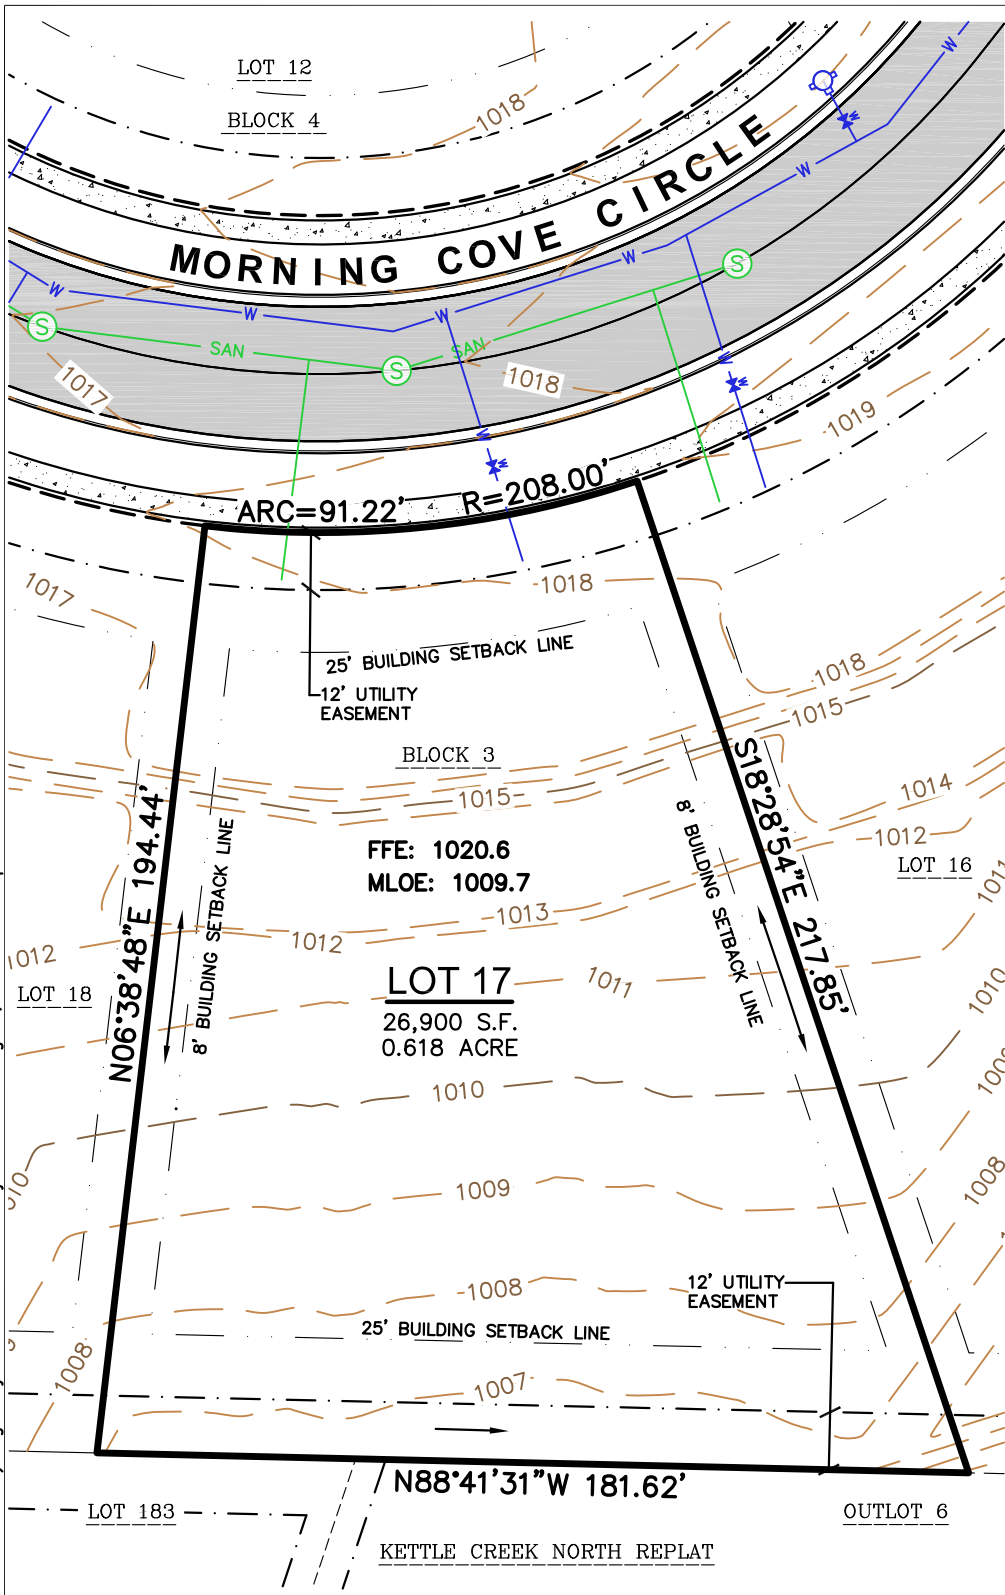 LOT 12
BLOCK 4
1018
MORNING COVE CIRCLE
W
W
W
W
W
W
S
S
S
SAN
SAN
W
W
W
W
1017
1018
1019
ARC=91.22'
R=208.00'
1017
1018
25' BUILDING SETBACK LINE
12' UTILITY
EASEMENT
1018
1015
BLOCK 3
1015
1014
1012
FFE: 1020.6
MLOE: 1009.7
N06°38'48"E 194.44'
S18°28'54"E 217.85'
8' BUILDING SETBACK LINE
8' BUILDING SETBACK LINE
LOT 16
1011
1013
1012
1012
LOT 18
LOT 17
26,900 S.F.
0.618 ACRE
1011
1010
1010
1009
1008
1009
1008
12' UTILITY
EASEMENT
25' BUILDING SETBACK LINE
1008
1007
N88°41'31"W 181.62'
LOT 183
OUTLOT 6
KETTLE CREEK NORTH REPLAT